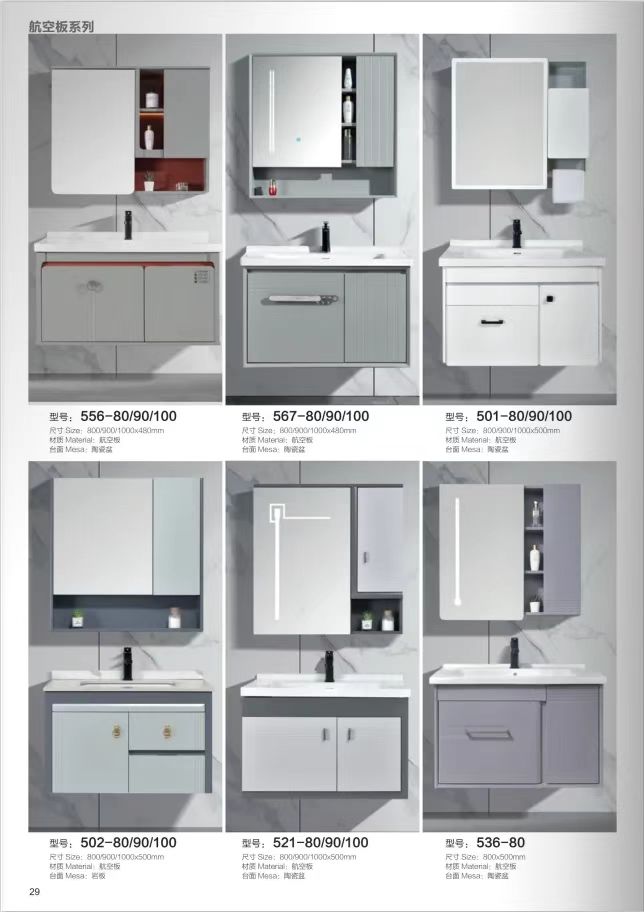 航空板系列
型号: 556-80/90/100
尺寸 Size: 800/900/1000x480mm
材质 Material: 航空板
台面 Mesa: 陶瓷盆
型号: 567-80/90/100
尺寸 Size: 800/900/1000x480mm
材质 Material: 航空板
台面 Mesa: 陶瓷盆
型号: 501-80/90/100
尺寸 Size: 800/900/1000x500mm
材质 Material: 航空板
台面 Mesa: 陶瓷盆
型号: 502-80/90/100
尺寸 Size: 800/900/1000x500mm
材质 Material: 航空板
台面 Mesa: 岩板
型号: 521-80/90/100
尺寸 Size: 800/900/1000x500mm
材质 Material: 航空板
台面 Mesa: 陶瓷盆
型号: 536-80
尺寸 Size: 800x500mm
材质 Material: 航空板
台面 Mesa: 陶瓷盆
29